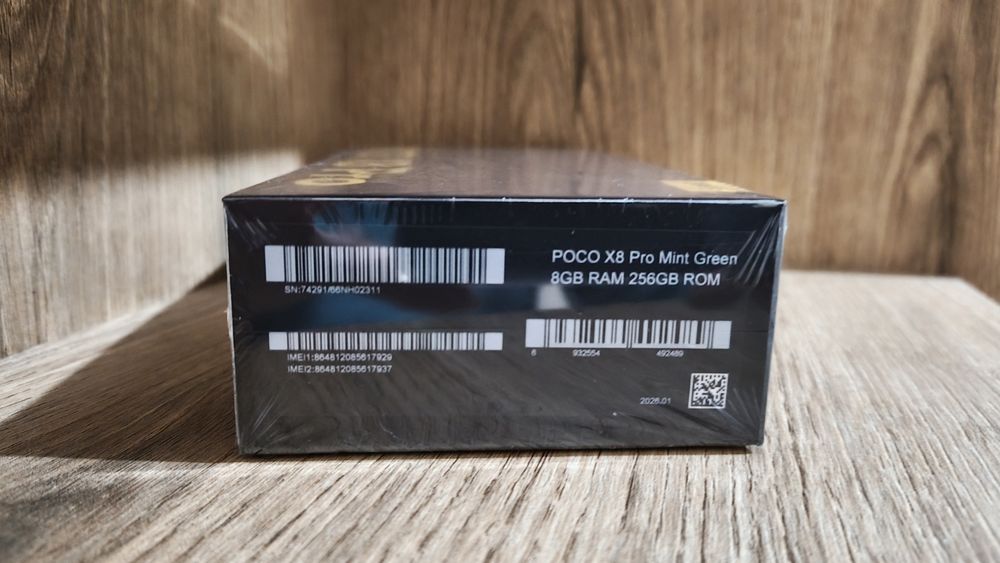 POCO X8 Pro Mint Green
8GB RAM 256GB ROM
SN:74291/66NH02311
IMEI1:864812085617929
IMEI2:864812085617937
6 932554 492489
2026.01